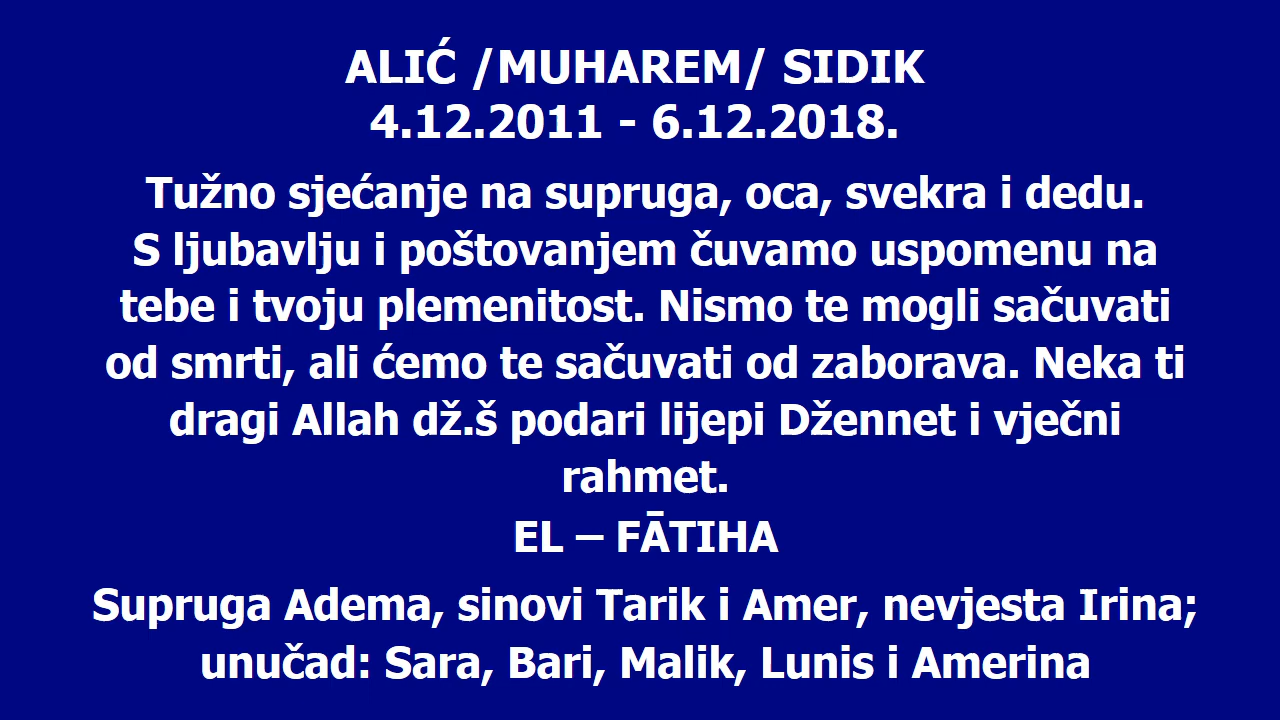 ALIĆ /MUHAREM/ SIDIK
4.12.2011 - 6.12.2018.
Tužno sjećanje na supruga, oca, svekra i dedu.
S ljubavlju i poštovanjem čuvamo uspomenu na
tebe i tvoju plemenitost. Nismo te mogli sačuvati
od smrti, ali ćemo te sačuvati od zaborava. Neka ti
dragi Allah dž.š podari lijepi Džennet i vječni
rahmet.
EL – FĀTIHA
Supruga Adema, sinovi Tarik i Amer, nevjesta Irina;
unučad: Sara, Bari, Malik, Lunis i Amerina